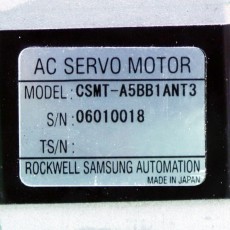 AC SERVO MOTOR
MODEL: CSMT-A5BB1ANT3
S/N: 06010018
TS/N:
ROCKWELL SAMSUNG AUTOMATION
MADE IN JAPAN